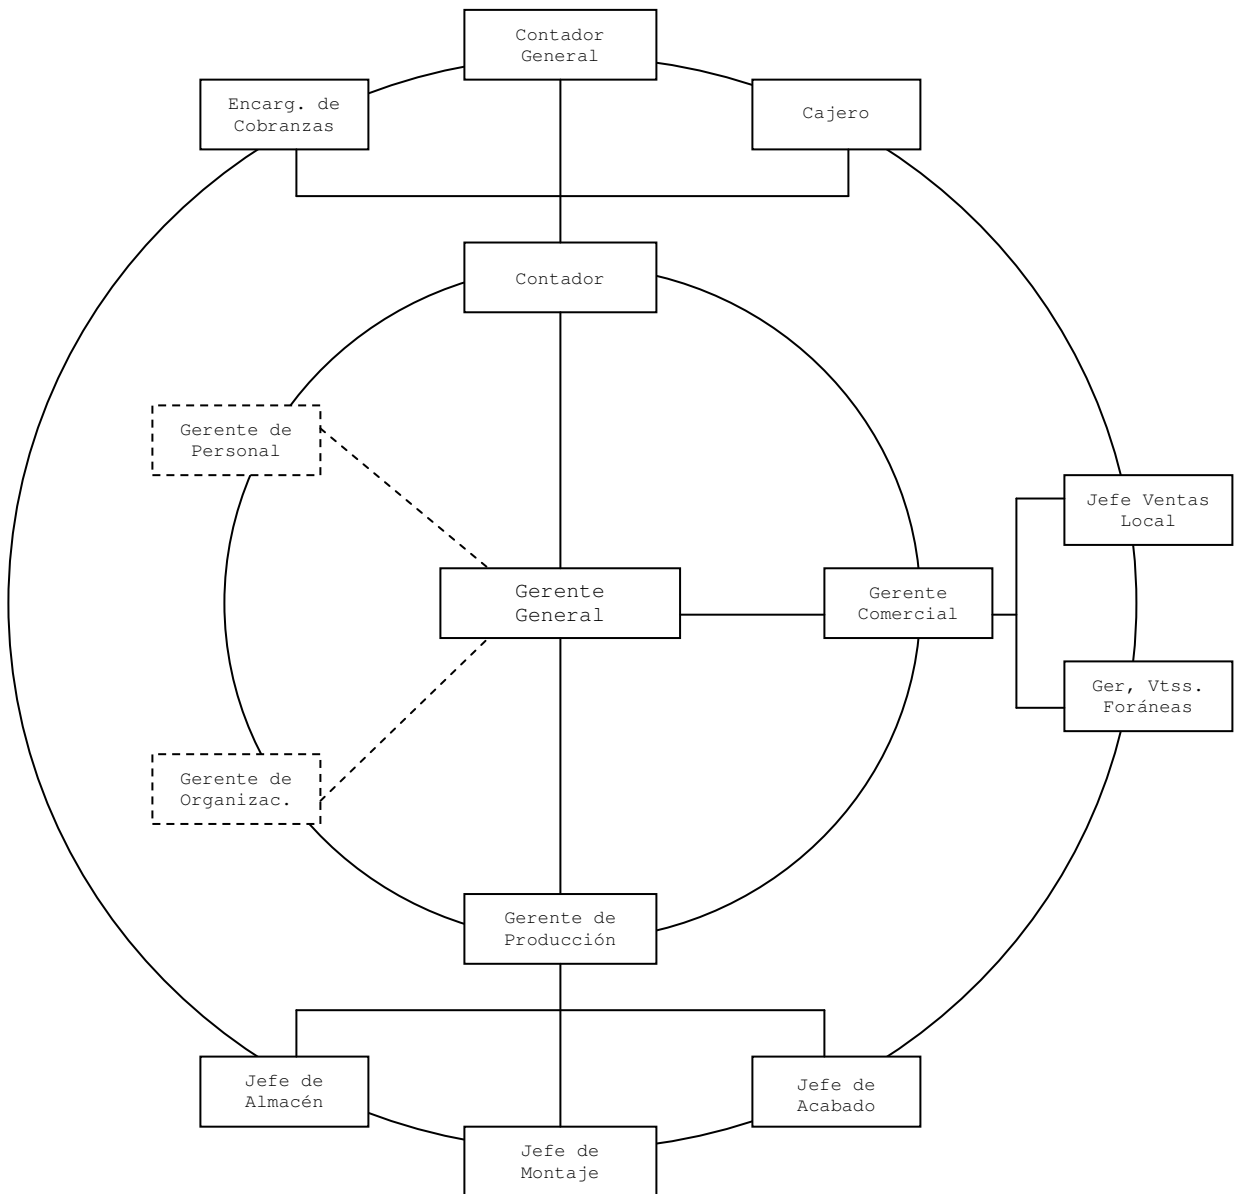 Contador
General
Encarg. de
Cobranzas
Cajero
Contador
Gerente de
Personal
Jefe Ventas
Local
Gerente
General
Gerente
Comercial
Ger, Vtss.
Foráneas
Gerente de
Organizac.
Gerente de
Producción
Jefe de
Almacén
Jefe de
Acabado
Jefe de
Montaje